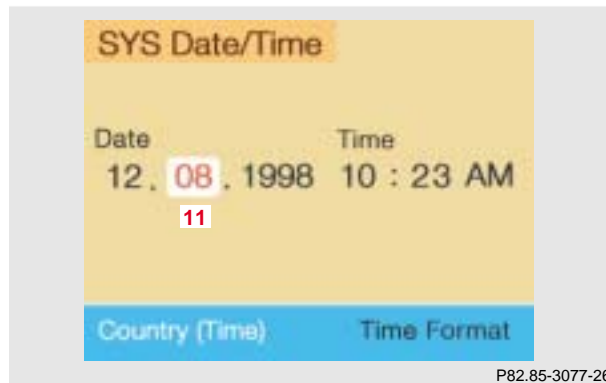 SYS Date/Time
Date Time
12 . 08 . 1998 10 : 23 AM
11
Country (Time) Time Format
P82.85-3077-26